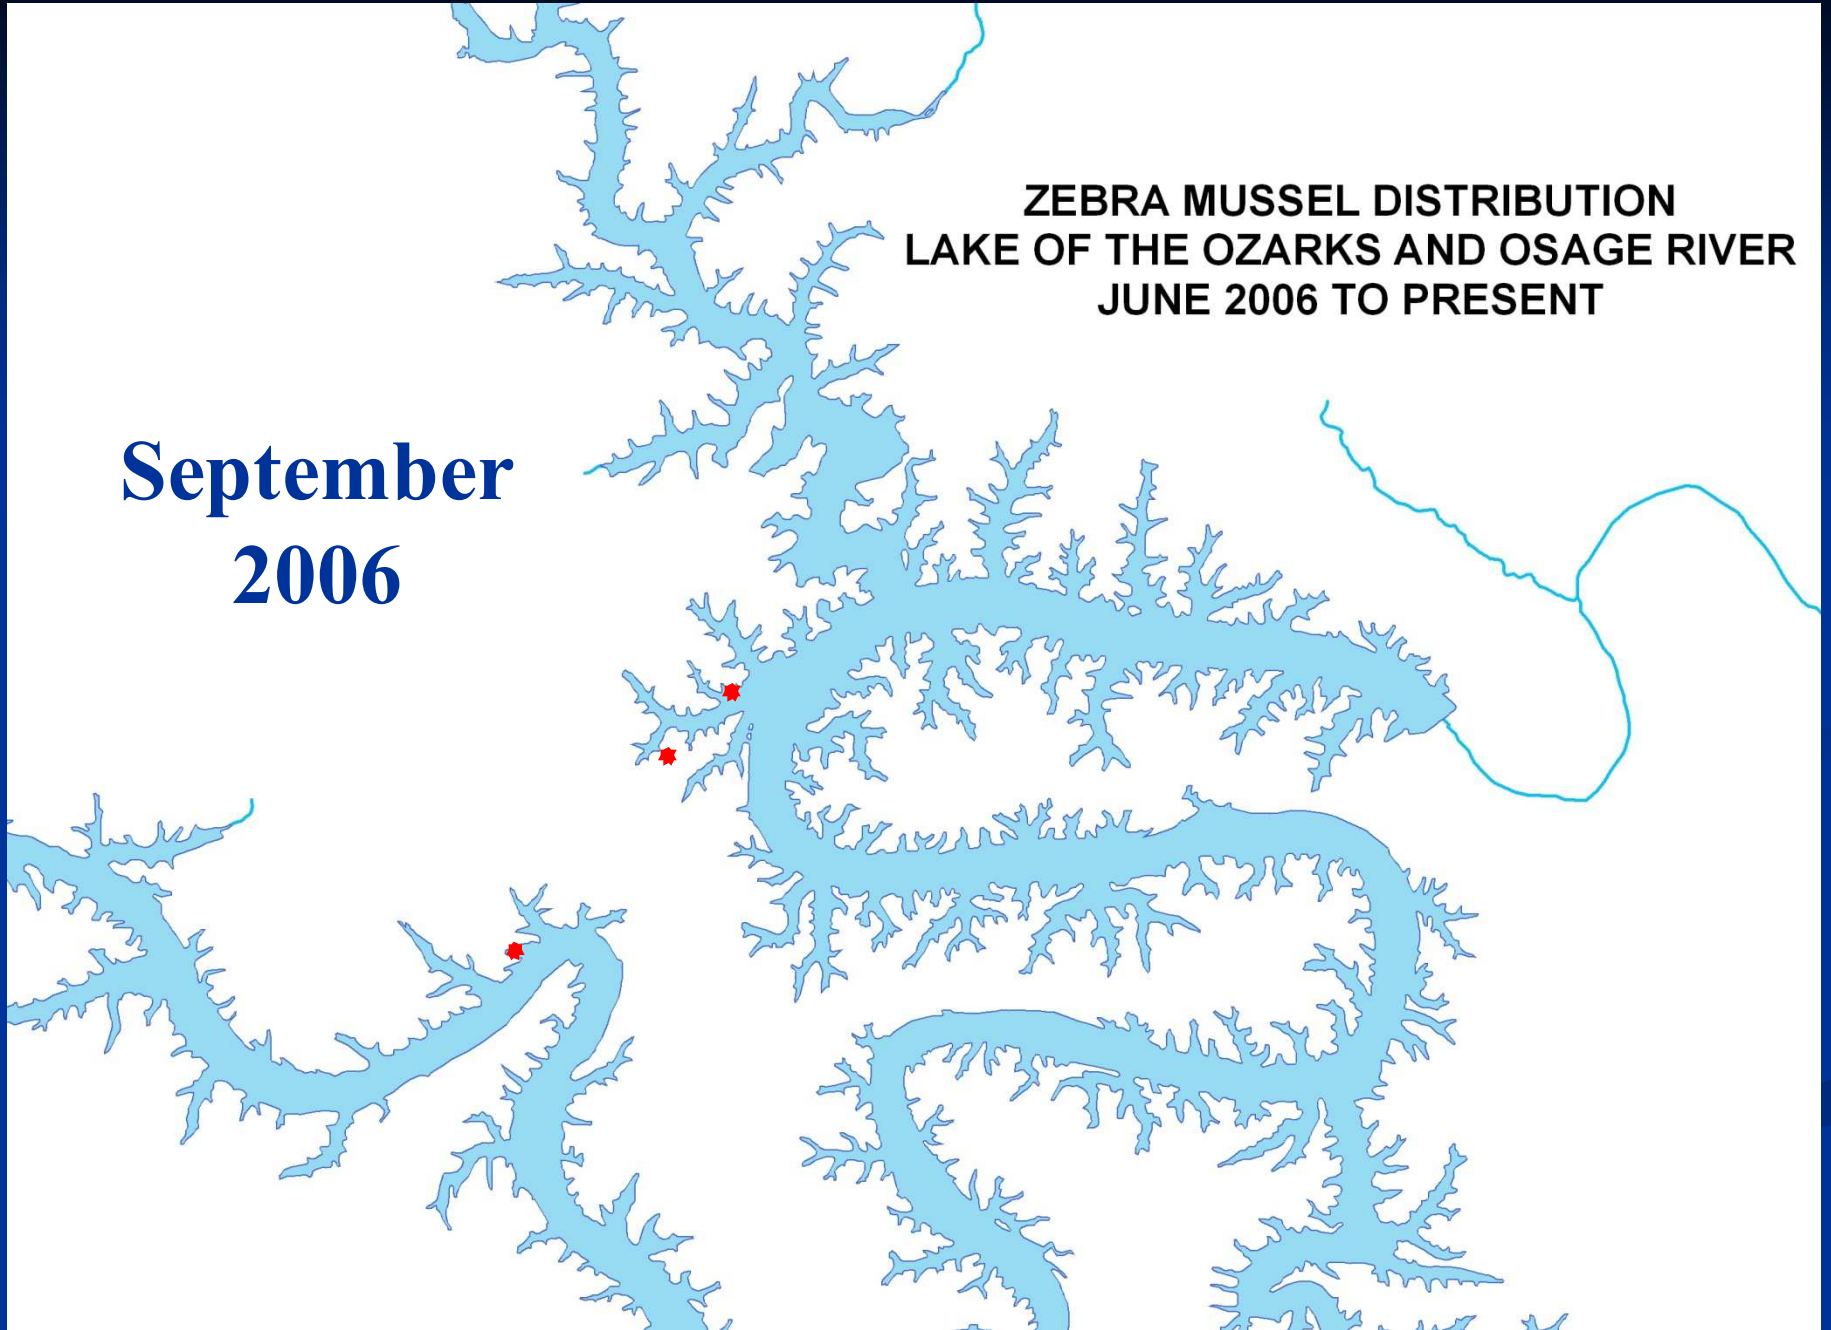 ZEBRA MUSSEL DISTRIBUTION
LAKE OF THE OZARKS AND OSAGE RIVER
JUNE 2006 TO PRESENT
September
2006